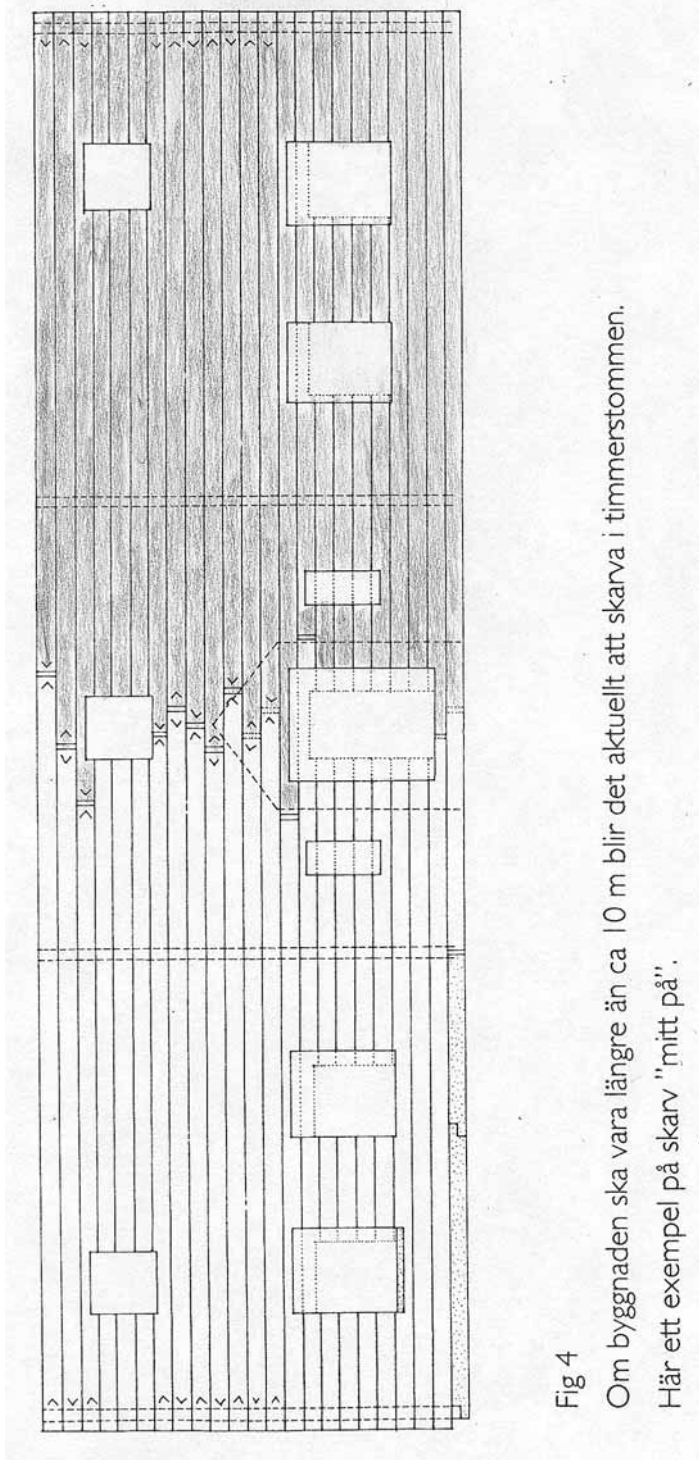 Fig 4
Om byggnaden ska vara längre än ca 10 m blir det aktuellt att skarva i timmerstommen.
Här ett exempel på skarv "mitt på".